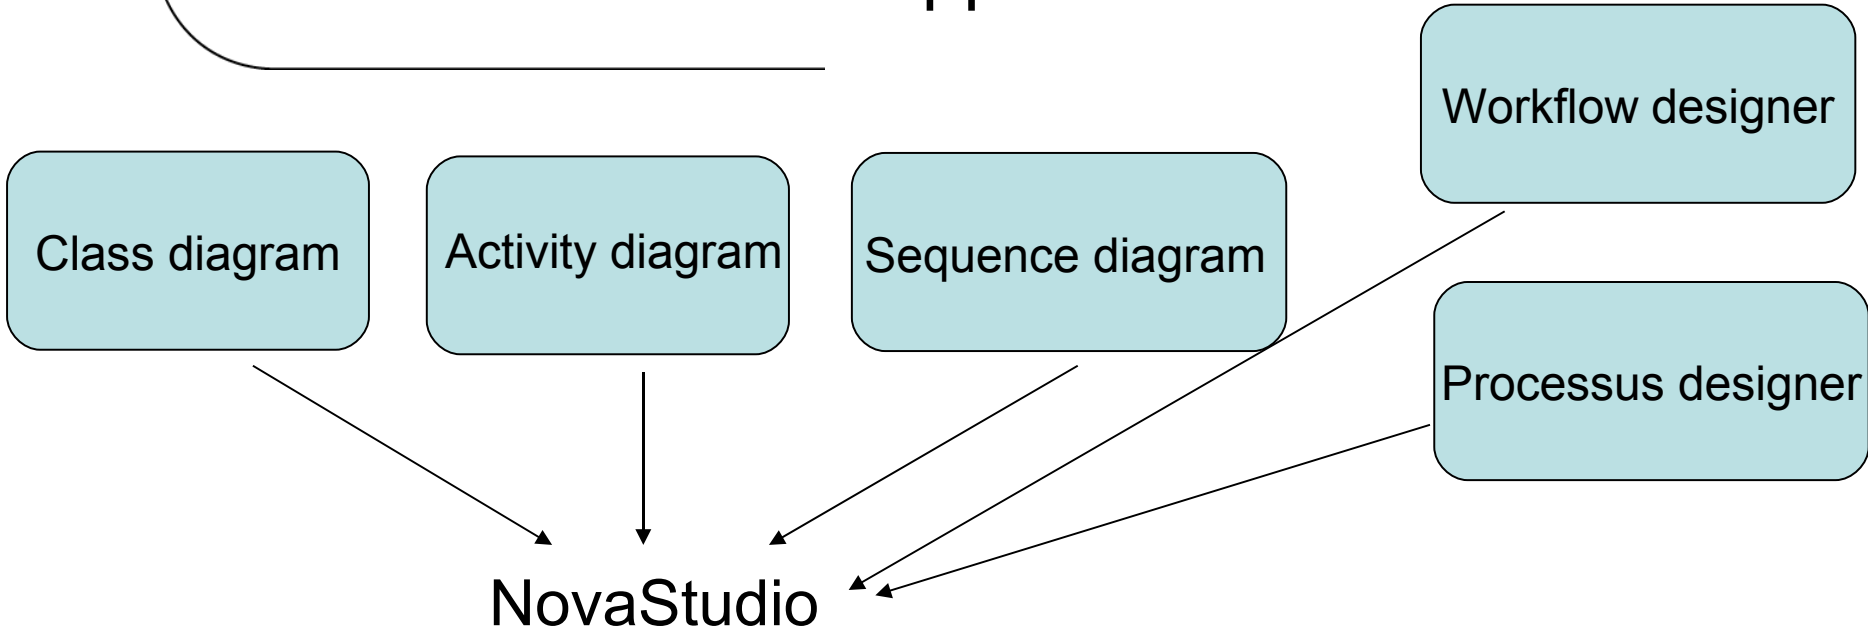 Workflow designer
Class diagram
Activity diagram
Sequence diagram
Processus designer
NovaStudio